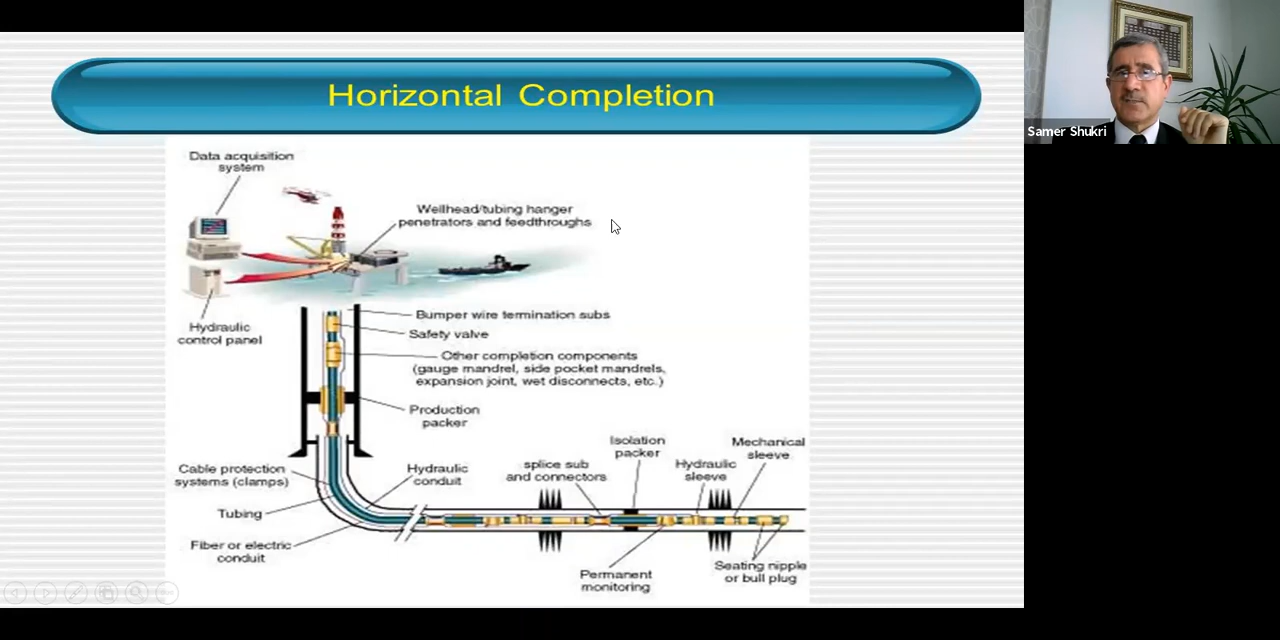 Horizontal Completion
Samer Shukri
Data acquisition
system
Wellhead/tubing hanger
penetrators and feedthroughs
Hydraulic
control panel
Bumper wire termination subs
Safety valve
Other completion components
(gauge mandrel, side pocket mandrels,
expansion joint, wet disconnects, etc.)
Production
packer
Cable protection
systems (clamps)
Hydraulic
conduit
splice sub
and connectors
Isolation
packer
Hydraulic
sleeve
Mechanical
sleeve
Tubing
Fiber or electric
conduit
Permanent
monitoring
Seating nipple
or bull plug